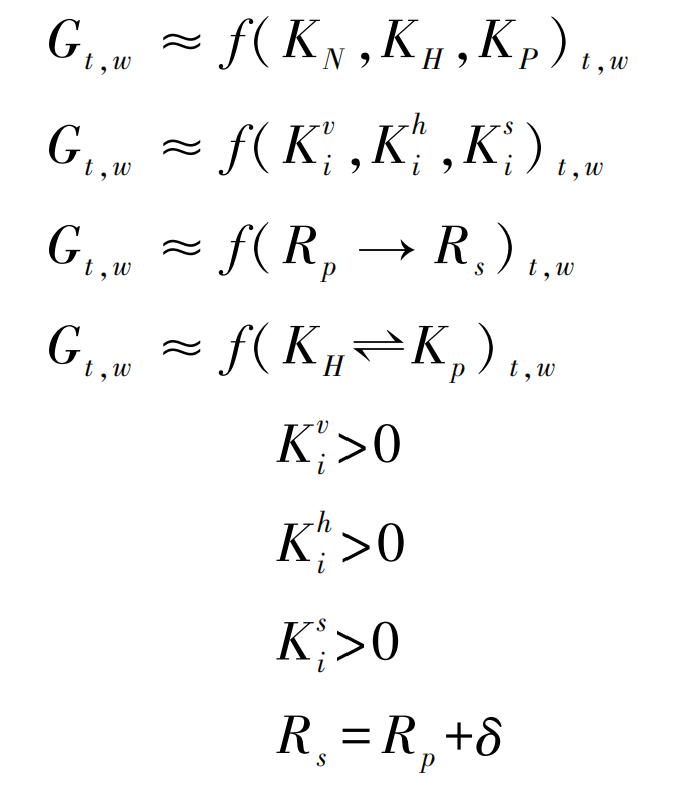 G_{t,w} ≈ f(K_N,K_H,K_P)_{t,w}
G_{t,w} ≈ f(K_i^v,K_i^h,K_i^s)_{t,w}
G_{t,w} ≈ f(R_p → R_s)_{t,w}
G_{t,w} ≈ f(K_H⇌K_p)_{t,w}
K_i^v>0
K_i^h>0
K_i^s>0
R_s=R_p+δ